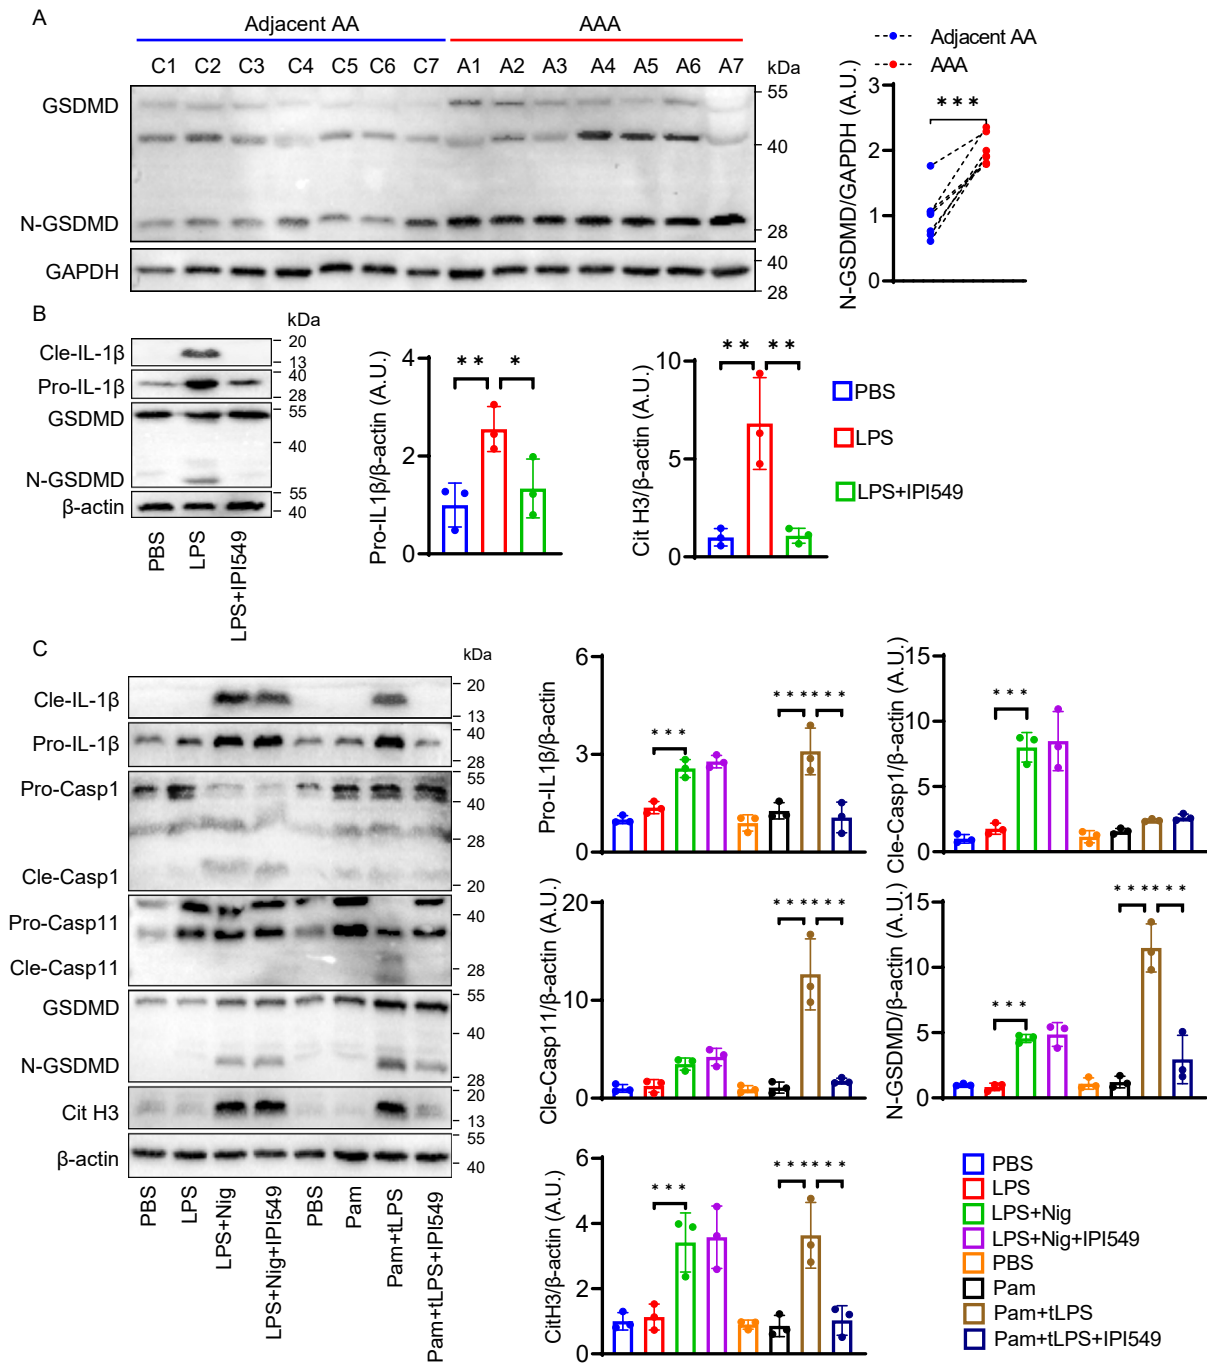 A
Adjacent AA
AAA
C1 C2 C3 C4 C5 C6 C7 A1 A2 A3 A4 A5 A6 A7 kDa
GSDMD
N-GSDMD
GAPDH
55
40
28
40
28
Adjacent AA
AAA
N-GSDMD/GAPDH (A.U.)
3
2
1
0
***
B
kDa
Cle-IL-1β
Pro-IL-1β
GSDMD
N-GSDMD
β-actin
20
13
40
28
55
40
55
40
PBS
LPS
LPS+IPI549
Pro-IL1β/β-actin (A.U.)
4
2
0
** *
Cit H3/β-actin (A.U.)
10
5
0
** **
PBS
LPS
LPS+IPI549
C
kDa
Cle-IL-1β
Pro-IL-1β
Pro-Casp1
Cle-Casp1
Pro-Casp11
Cle-Casp11
GSDMD
N-GSDMD
Cit H3
β-actin
20
13
40
28
55
40
28
20
40
28
55
40
28
20
13
55
40
PBS
LPS
LPS+Nig
LPS+Nig+IPI549
PBS
Pam
Pam+tLPS
Pam+tLPS+IPI549
Pro-IL1β/β-actin
6
3
0
*** *** ***
Cle-Casp1/β-actin (A.U.)
15
10
5
0
***
Cle-Casp11/β-actin (A.U.)
20
10
0
*** ***
N-GSDMD/β-actin (A.U.)
15
10
5
0
*** *** ***
CitH3/β-actin (A.U.)
6
4
2
0
*** *** ***
PBS
LPS
LPS+Nig
LPS+Nig+IPI549
PBS
Pam
Pam+tLPS
Pam+tLPS+IPI549